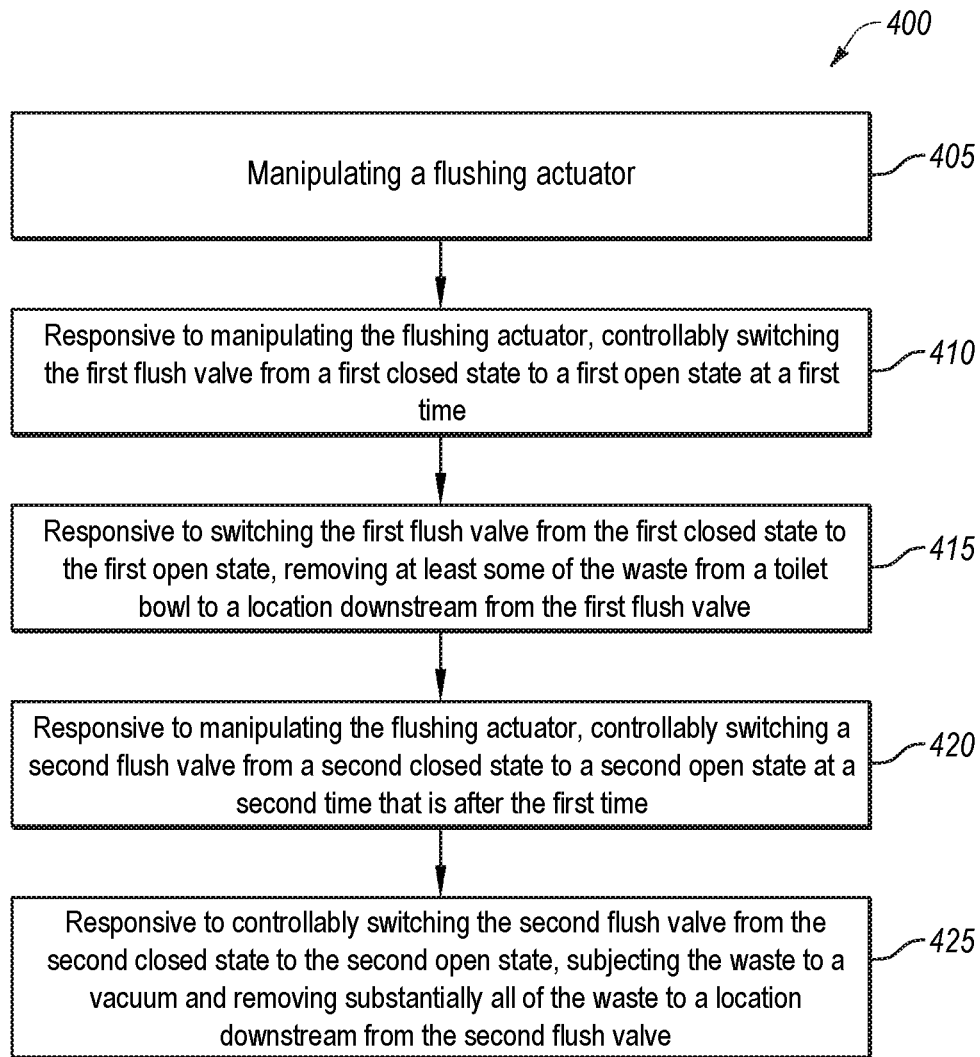 400
Manipulating a flushing actuator
405
Responsive to manipulating the flushing actuator, controllably switching
the first flush valve from a first closed state to a first open state at a first
time
410
Responsive to switching the first flush valve from the first closed state to
the first open state, removing at least some of the waste from a toilet
bowl to a location downstream from the first flush valve
415
Responsive to manipulating the flushing actuator, controllably switching a
second flush valve from a second closed state to a second open state at a
second time that is after the first time
420
Responsive to controllably switching the second flush valve from the
second closed state to the second open state, subjecting the waste to a
vacuum and removing substantially all of the waste to a location
downstream from the second flush valve
425